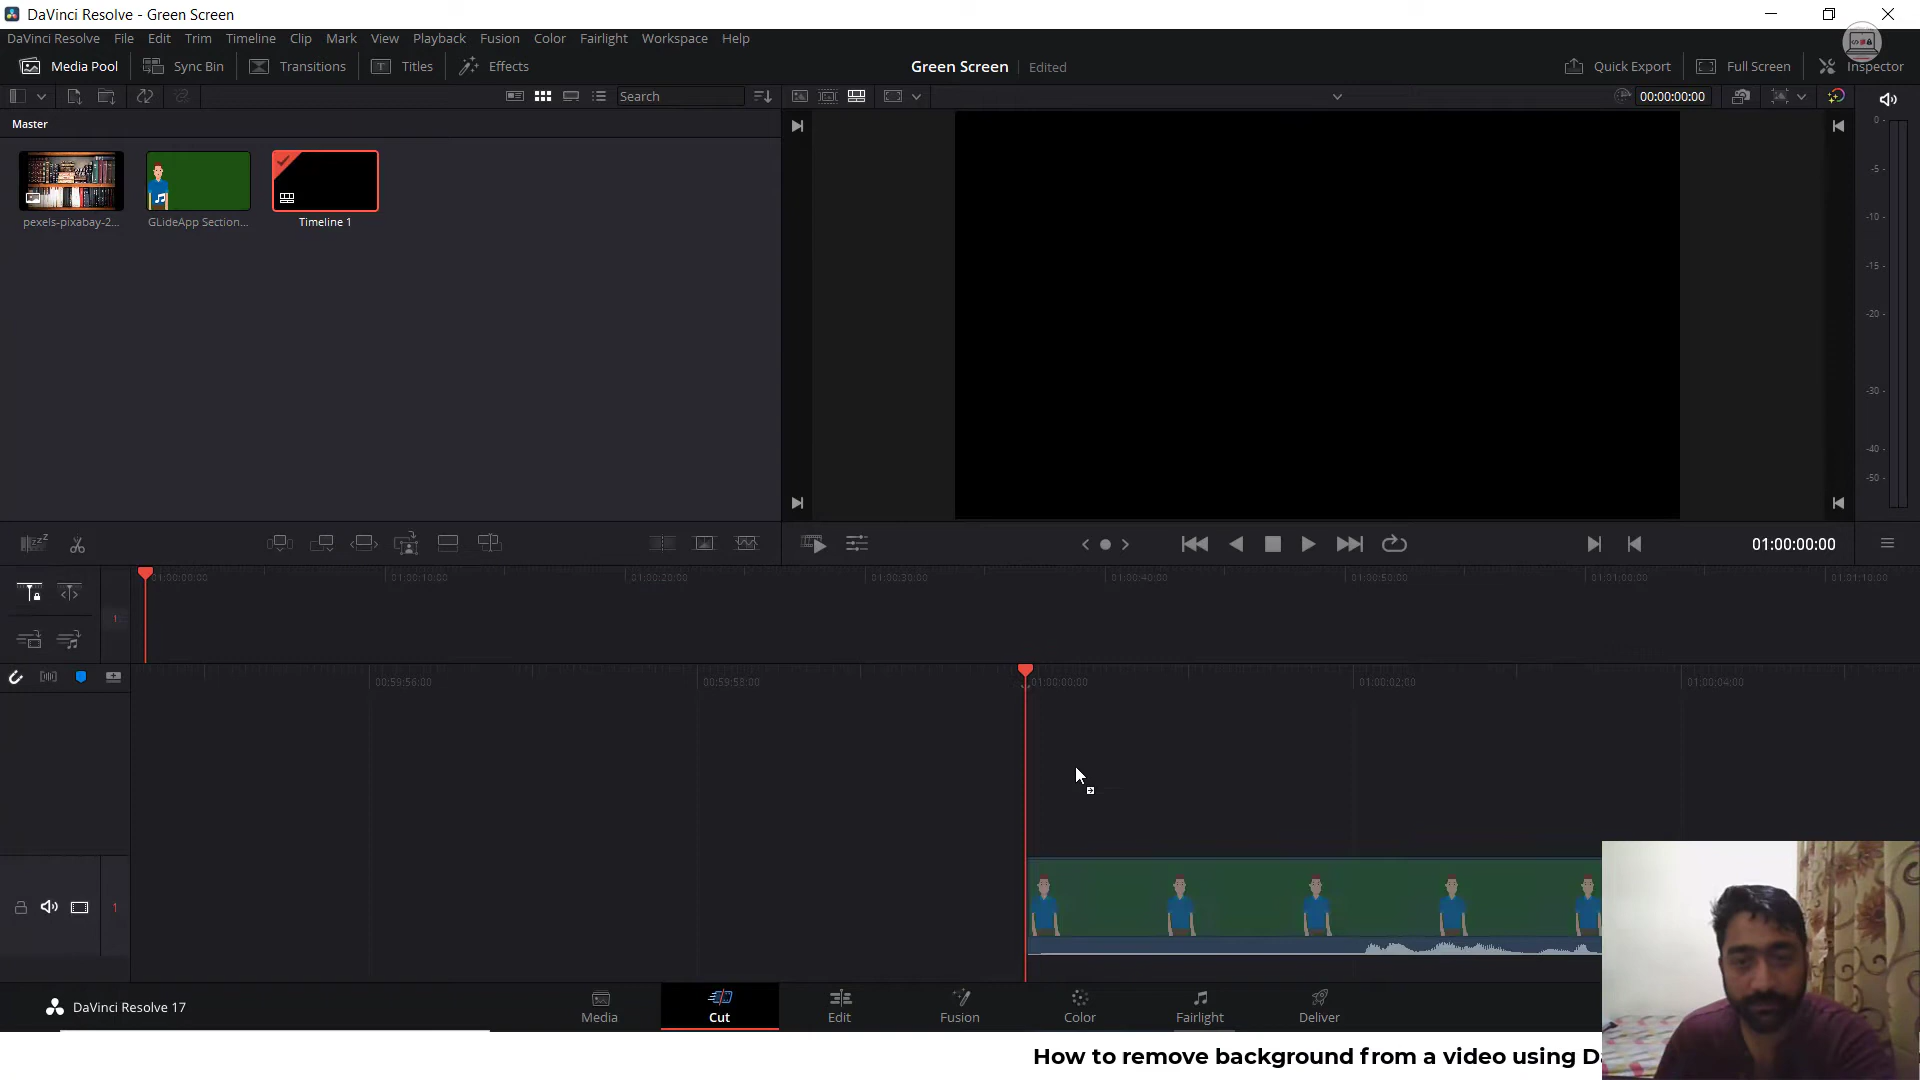 DaVinci Resolve - Green Screen
DaVinci Resolve File Edit Trim Timeline Clip Mark View Playback Fusion Color Fairlight Workspace Help
Media Pool Sync Bin Transitions Titles Effects Green Screen Edited Quick Export Full Screen Inspector
Search 00:00:00:00
Master
0
-5
-10
-15
-20
-30
-40
-50
pexels-pixabay-2... GLideApp Section... Timeline 1
01:00:00:00
01:00:00:00 01:00:10:00 01:00:20:00 01:00:30:00 01:00:40:00 01:00:50:00 01:01:00:00 01:01:10:00
1
00:59:56:00 00:59:58:00 01:00:00:00 01:00:02:00 01:00:04:00
1
DaVinci Resolve 17 Media Cut Edit Fusion Color Fairlight Deliver
How to remove background from a video using